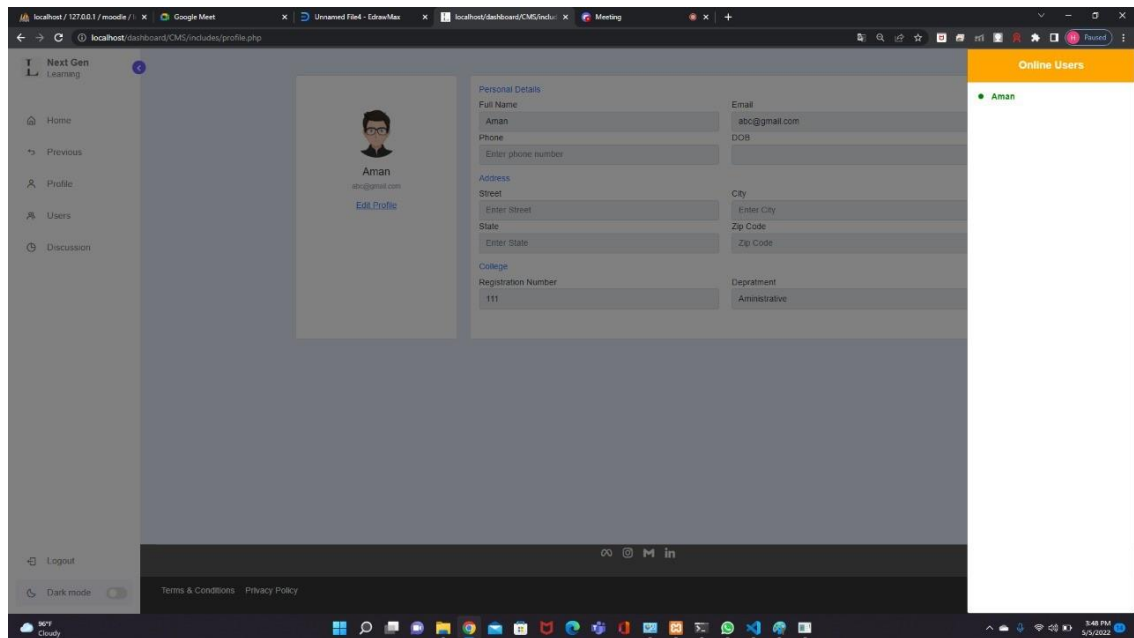 localhost / 127.0.0.1 / moodle / l
Google Meet
Unnamed File4 - EdrawMax
localhost/dashboard/CMS/includ
Meeting
localhost/dashboard/CMS/includes/profile.php
Paused
Next Gen
Learning
Home
Previous
Profile
Users
Discussion
Logout
Dark mode
Aman
abc@gmail.com
Edit Profile
Personal Details
Full Name Email
Aman abc@gmail.com
Phone DOB
Enter phone number
Address
Street City
Enter Street Enter City
State Zip Code
Enter State Zip Code
College
Registration Number Depratment
111 Aministrative
Online Users
Aman
Terms & Conditions Privacy Policy
96°F
Cloudy
3:48 PM
5/5/2022